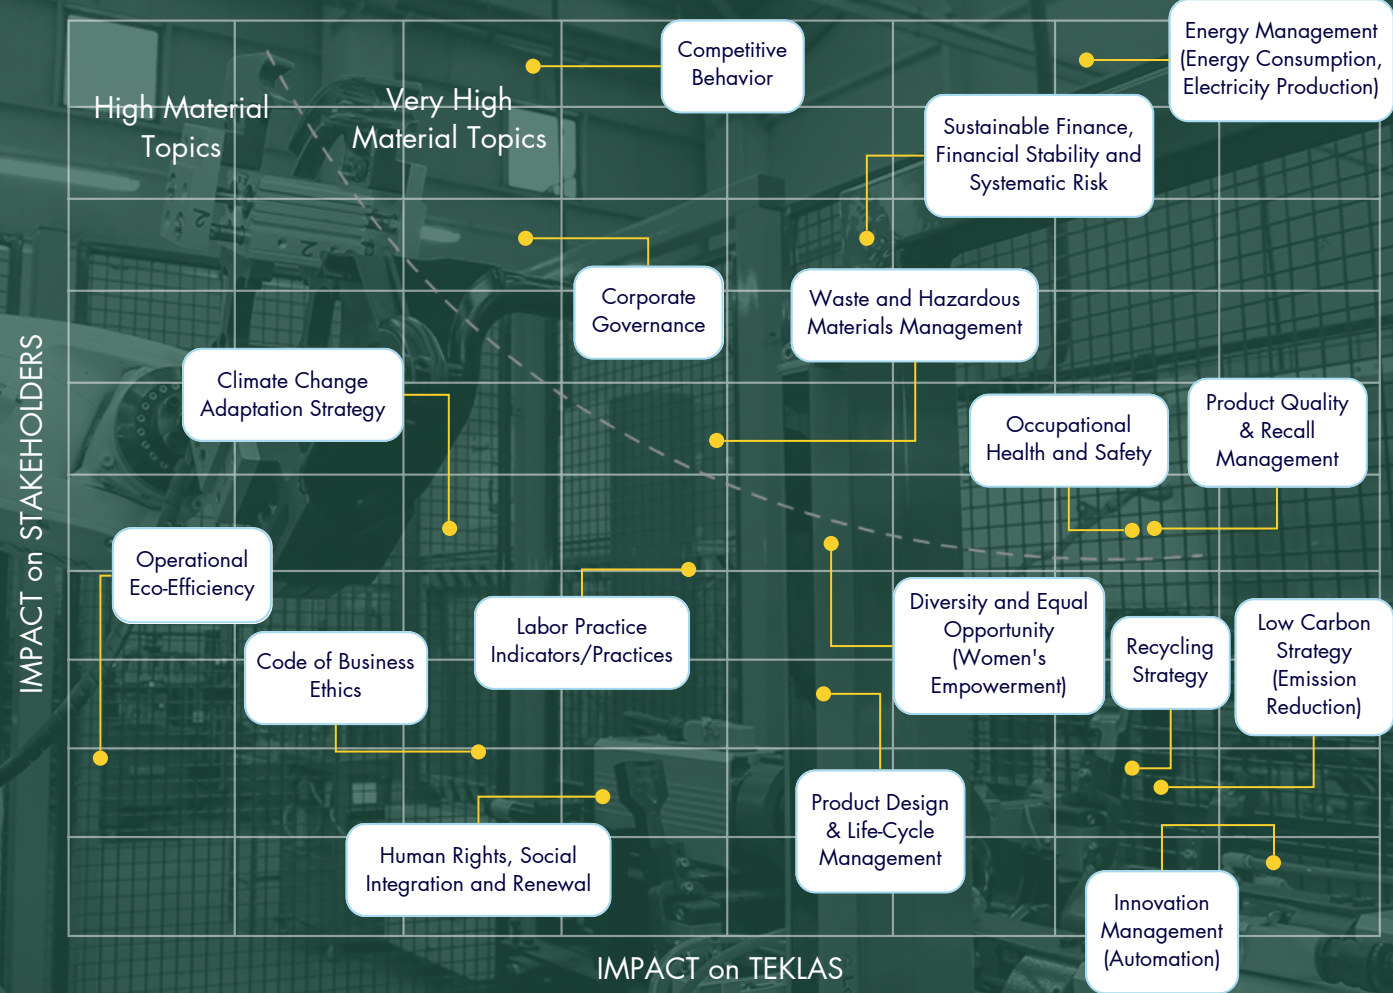 Competitive
Behavior
Energy Management
(Energy Consumption,
Electricity Production)
High Material
Topics
Very High
Material Topics
Sustainable Finance,
Financial Stability and
Systematic Risk
Corporate
Governance
Waste and Hazardous
Materials Management
Climate Change
Adaptation Strategy
Occupational
Health and Safety
Product Quality
& Recall
Management
IMPACT on STAKEHOLDERS
Operational
Eco-Efficiency
Labor Practice
Indicators/Practices
Diversity and Equal
Opportunity
(Women's
Empowerment)
Recycling
Strategy
Low Carbon
Strategy
(Emission
Reduction)
Code of Business
Ethics
Product Design
& Life-Cycle
Management
Human Rights, Social
Integration and Renewal
Innovation
Management
(Automation)
IMPACT on TEKLAS